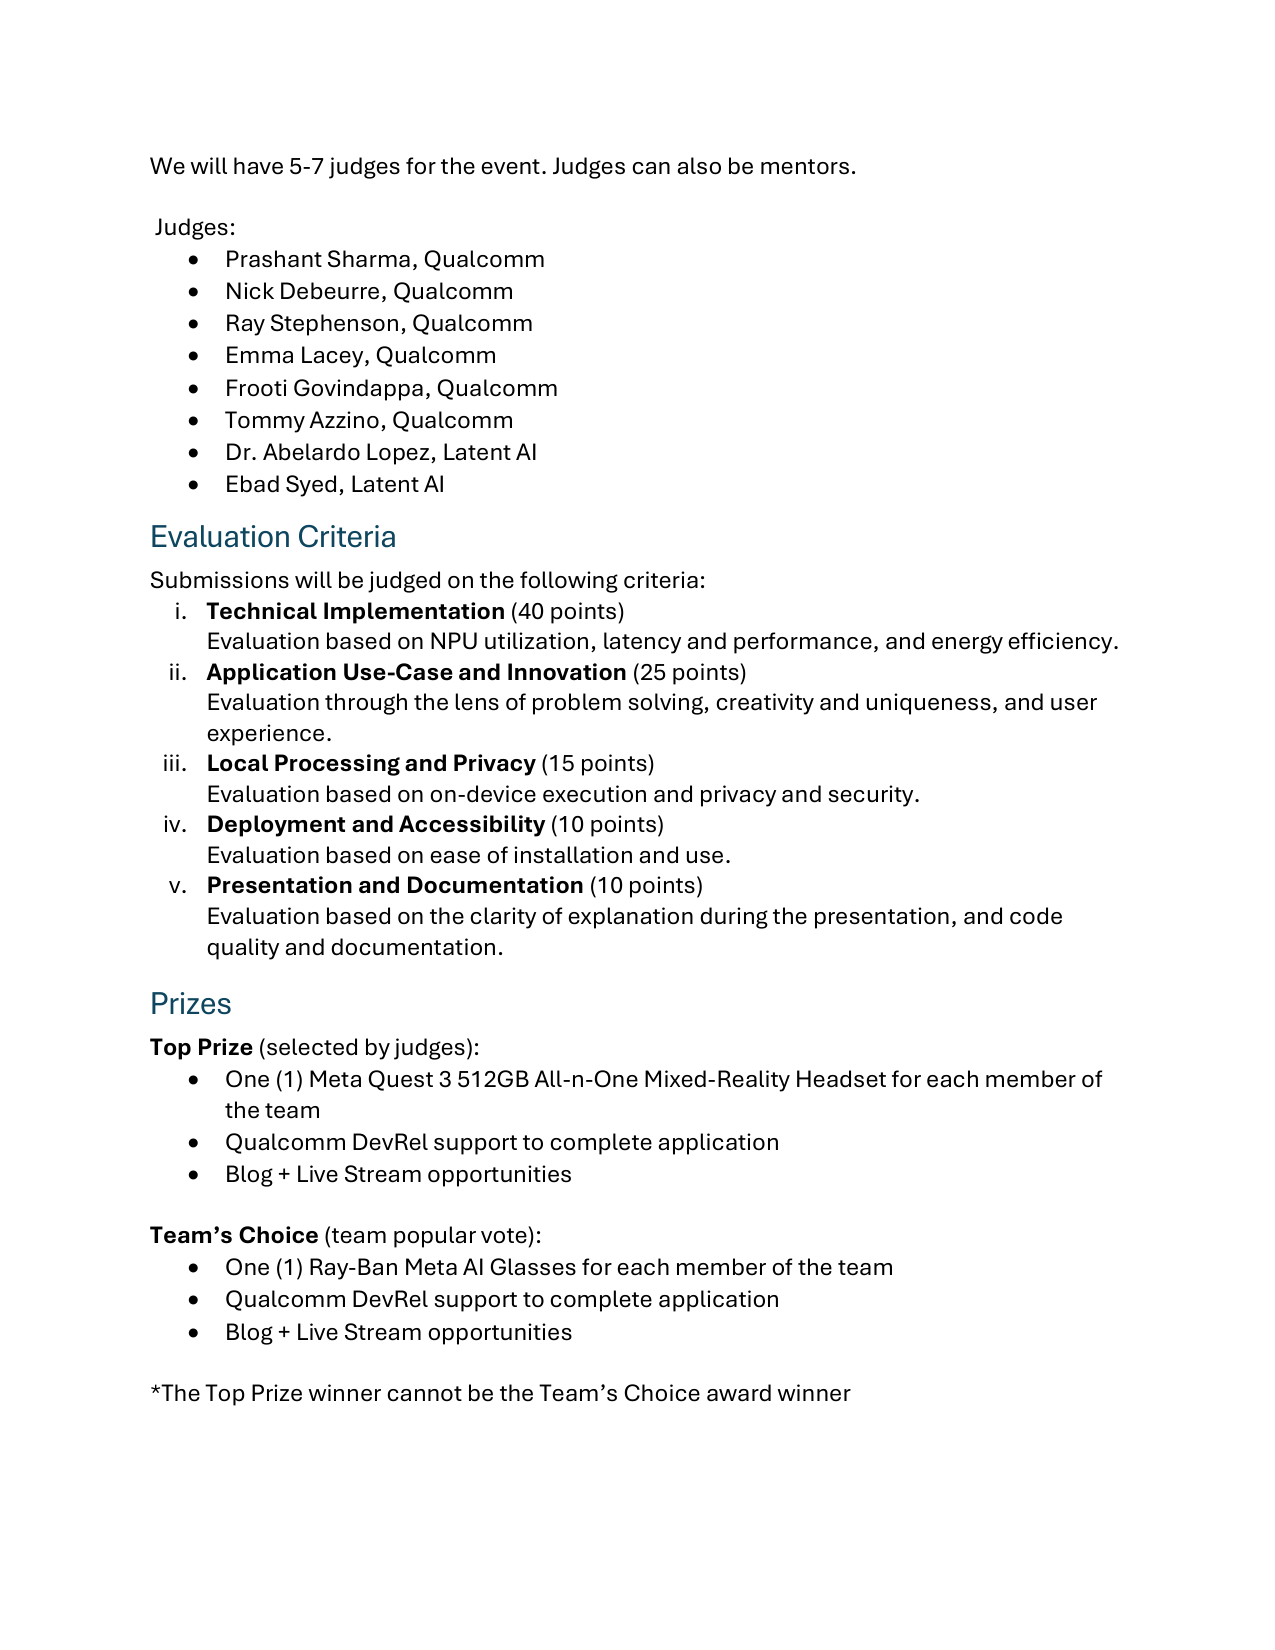 We will have 5-7 judges for the event. Judges can also be mentors.
Judges:
• Prashant Sharma, Qualcomm
• Nick Debeurre, Qualcomm
• Ray Stephenson, Qualcomm
• Emma Lacey, Qualcomm
• Frooti Govindappa, Qualcomm
• Tommy Azzino, Qualcomm
• Dr. Abelardo Lopez, Latent AI
• Ebad Syed, Latent AI
Evaluation Criteria
Submissions will be judged on the following criteria:
i. Technical Implementation (40 points)
Evaluation based on NPU utilization, latency and performance, and energy efficiency.
ii. Application Use-Case and Innovation (25 points)
Evaluation through the lens of problem solving, creativity and uniqueness, and user
experience.
iii. Local Processing and Privacy (15 points)
Evaluation based on on-device execution and privacy and security.
iv. Deployment and Accessibility (10 points)
Evaluation based on ease of installation and use.
v. Presentation and Documentation (10 points)
Evaluation based on the clarity of explanation during the presentation, and code
quality and documentation.
Prizes
Top Prize (selected by judges):
• One (1) Meta Quest 3 512GB All-n-One Mixed-Reality Headset for each member of
the team
• Qualcomm DevRel support to complete application
• Blog + Live Stream opportunities
Team’s Choice (team popular vote):
• One (1) Ray-Ban Meta AI Glasses for each member of the team
• Qualcomm DevRel support to complete application
• Blog + Live Stream opportunities
*The Top Prize winner cannot be the Team’s Choice award winner